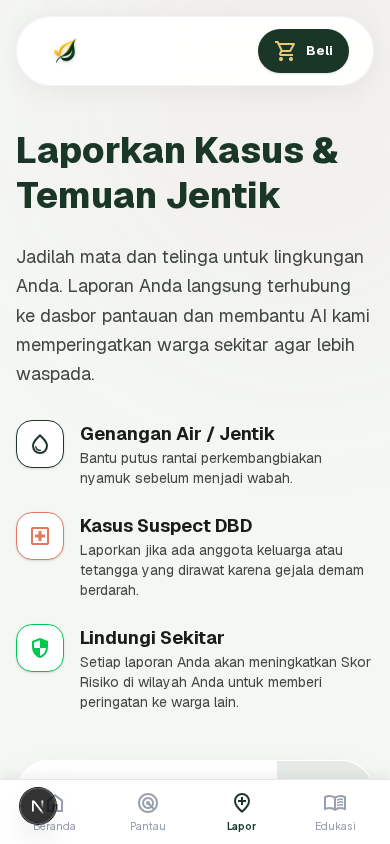 Beli
Laporkan Kasus &
Temuan Jentik
Jadilah mata dan telinga untuk lingkungan
Anda. Laporan Anda langsung terhubung
ke dasbor pantauan dan membantu AI kami
memperingatkan warga sekitar agar lebih
waspada.
Genangan Air / Jentik
Bantu putus rantai perkembangbiakan
nyamuk sebelum menjadi wabah.
Kasus Suspect DBD
Laporkan jika ada anggota keluarga atau
tetangga yang dirawat karena gejala demam
berdarah.
Lindungi Sekitar
Setiap laporan Anda akan meningkatkan Skor
Risiko di wilayah Anda untuk memberi
peringatan ke warga lain.
N
Beranda
Pantau
Lapor
Edukasi